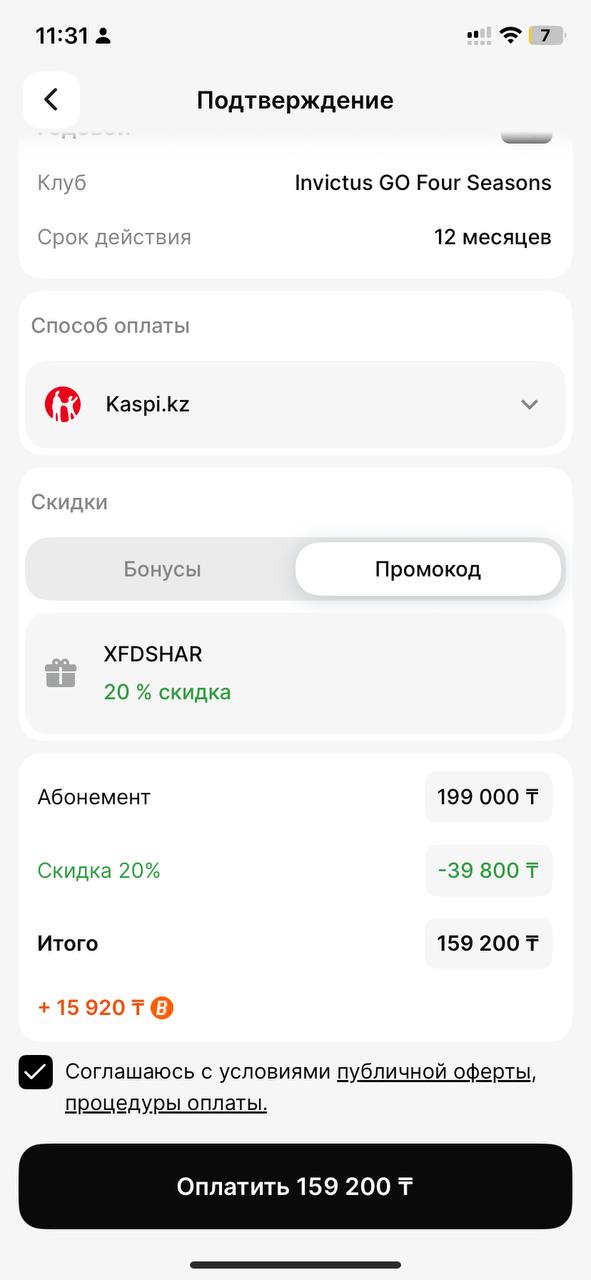 11:31
7
Подтверждение
Клуб
Invictus GO Four Seasons
Срок действия
12 месяцев
Способ оплаты
Kaspi.kz
Скидки
Бонусы
Промокод
XFDSHAR
20 % скидка
Абонемент
199 000 ₸
Скидка 20%
-39 800 ₸
Итого
159 200 ₸
+ 15 920 ₸ B
Соглашаюсь с условиями публичной оферты,
процедуры оплаты.
Оплатить 159 200 ₸